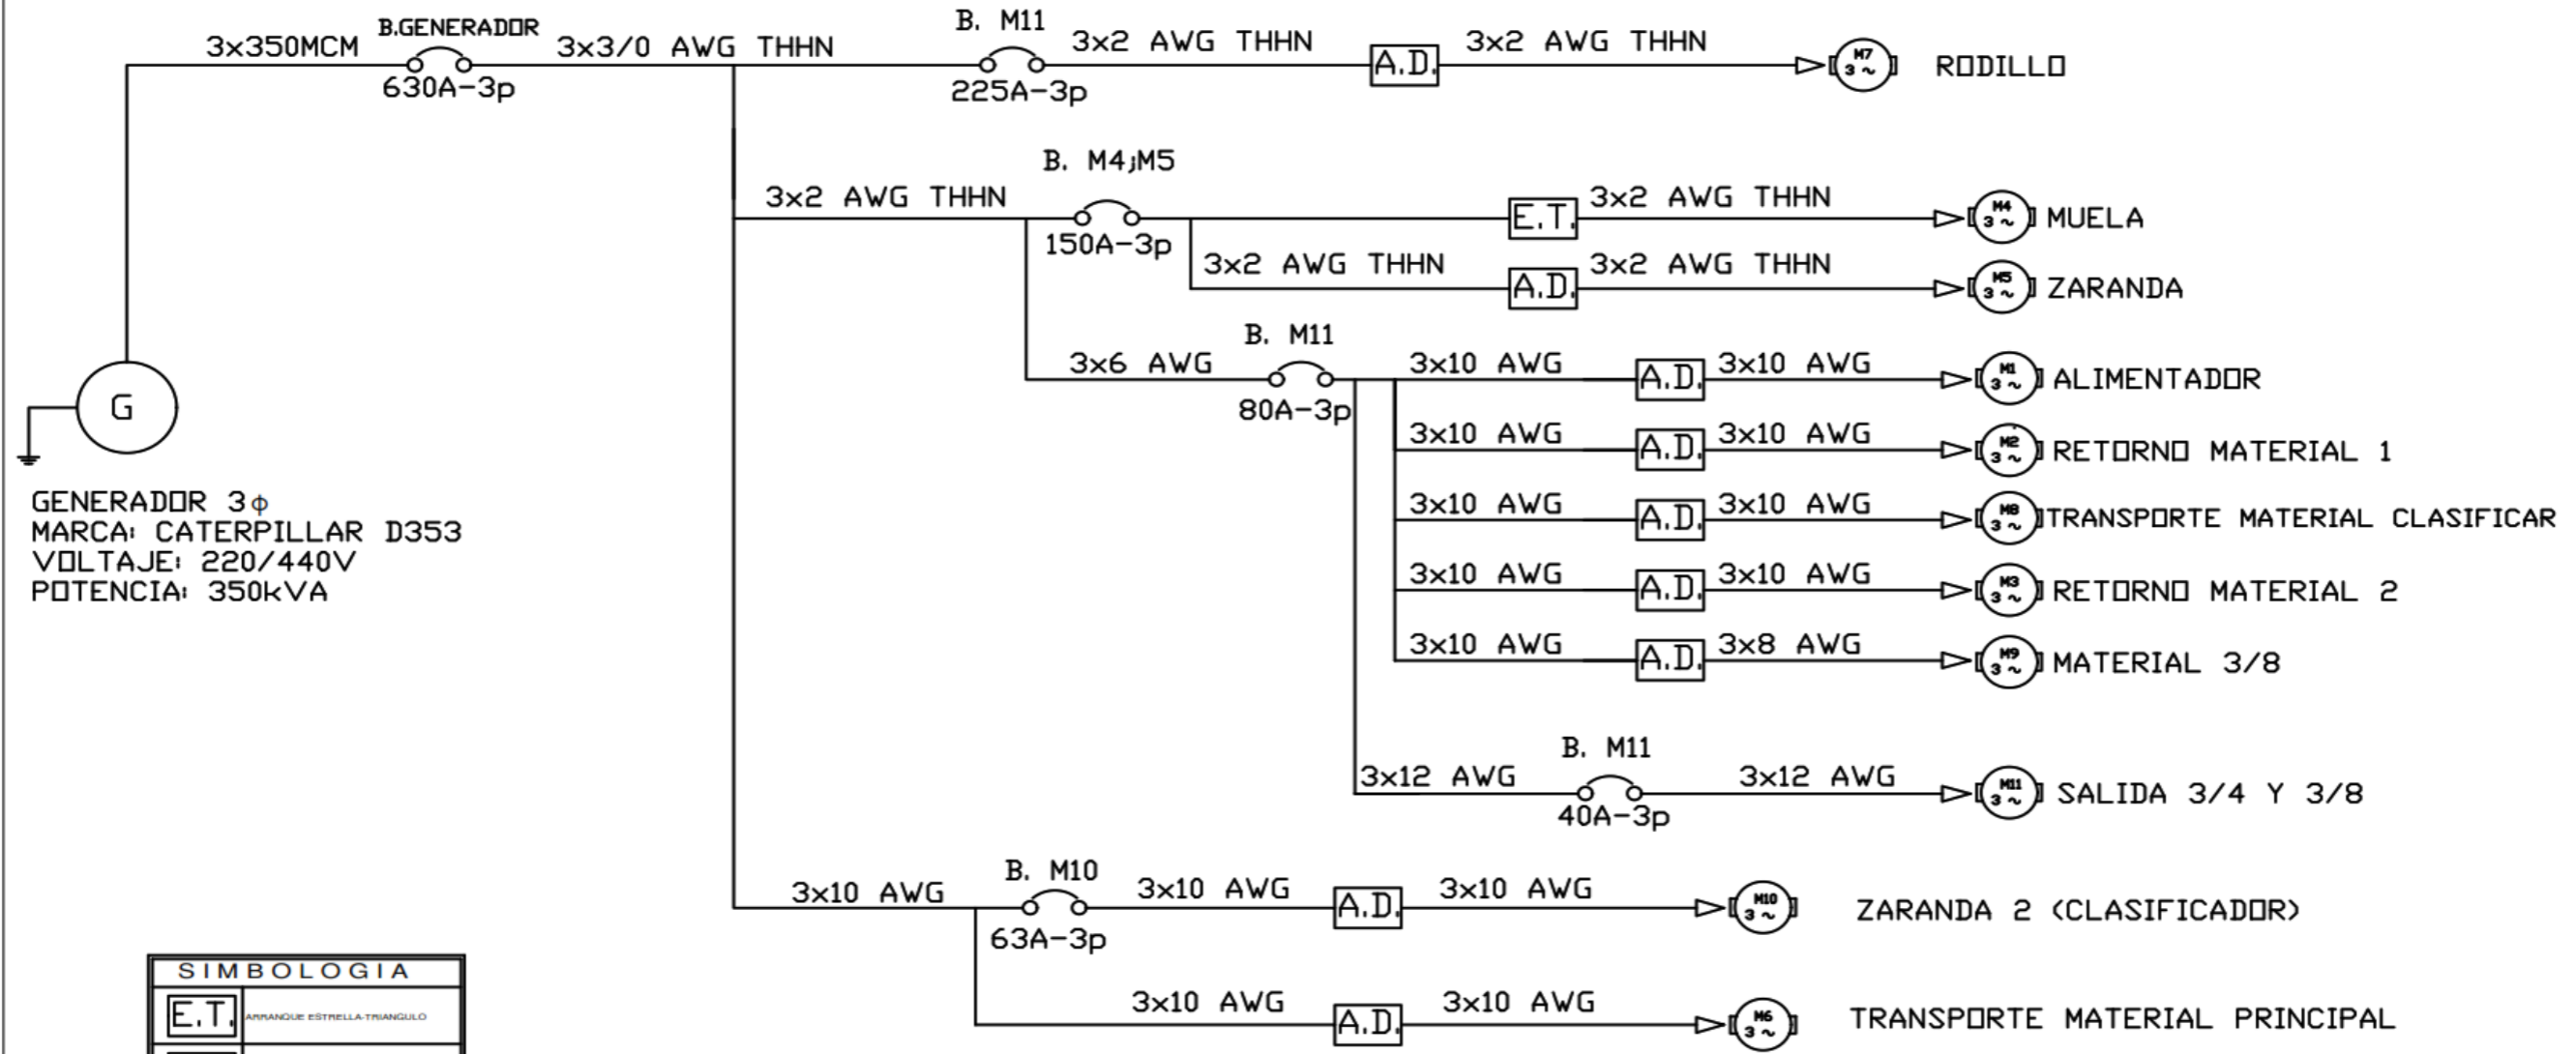 3x350MCM
B.GENERADOR
630A-3p
3x3/0 AWG THHN
B. M11
225A-3p
3x2 AWG THHN
A.D.
3x2 AWG THHN
M7
3 ~
RODILLO
3x2 AWG THHN
B. M4;M5
150A-3p
E.T.
3x2 AWG THHN
M4
3 ~
MUELA
3x2 AWG THHN
A.D.
3x2 AWG THHN
M5
3 ~
ZARANDA
3x6 AWG
B. M11
80A-3p
3x10 AWG
A.D.
3x10 AWG
M1
3 ~
ALIMENTADOR
3x10 AWG
A.D.
3x10 AWG
M2
3 ~
RETORNO MATERIAL 1
3x10 AWG
A.D.
3x10 AWG
M8
3 ~
TRANSPORTE MATERIAL CLASIFICAR
3x10 AWG
A.D.
3x10 AWG
M3
3 ~
RETORNO MATERIAL 2
3x10 AWG
A.D.
3x8 AWG
M9
3 ~
MATERIAL 3/8
3x12 AWG
B. M11
40A-3p
3x12 AWG
M11
3 ~
SALIDA 3/4 Y 3/8
3x10 AWG
B. M10
63A-3p
3x10 AWG
A.D.
3x10 AWG
M10
3 ~
ZARANDA 2 (CLASIFICADOR)
3x10 AWG
A.D.
3x10 AWG
M6
3 ~
TRANSPORTE MATERIAL PRINCIPAL
G
GENERADOR 3ϕ
MARCA: CATERPILLAR D353
VOLTAJE: 220/440V
POTENCIA: 350kVA
SIMBOLOGIA
E.T.
ARRANQUE ESTRELLA-TRIANGULO